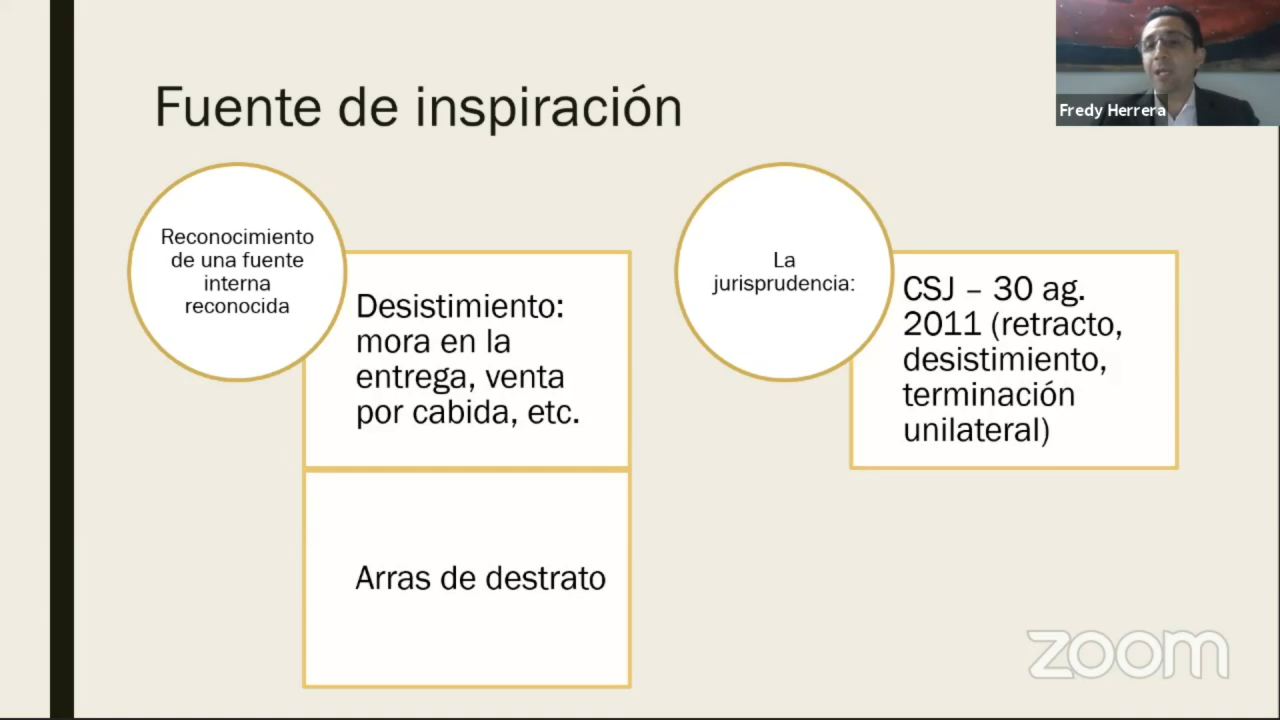 Fuente de inspiración
Fredy Herrera
Reconocimiento
de una fuente
interna
reconocida
Desistimiento:
mora en la
entrega, venta
por cabida, etc.
Arras de destrato
La
jurisprudencia:
CSJ – 30 ag.
2011 (retracto,
desistimiento,
terminación
unilateral)
zoom